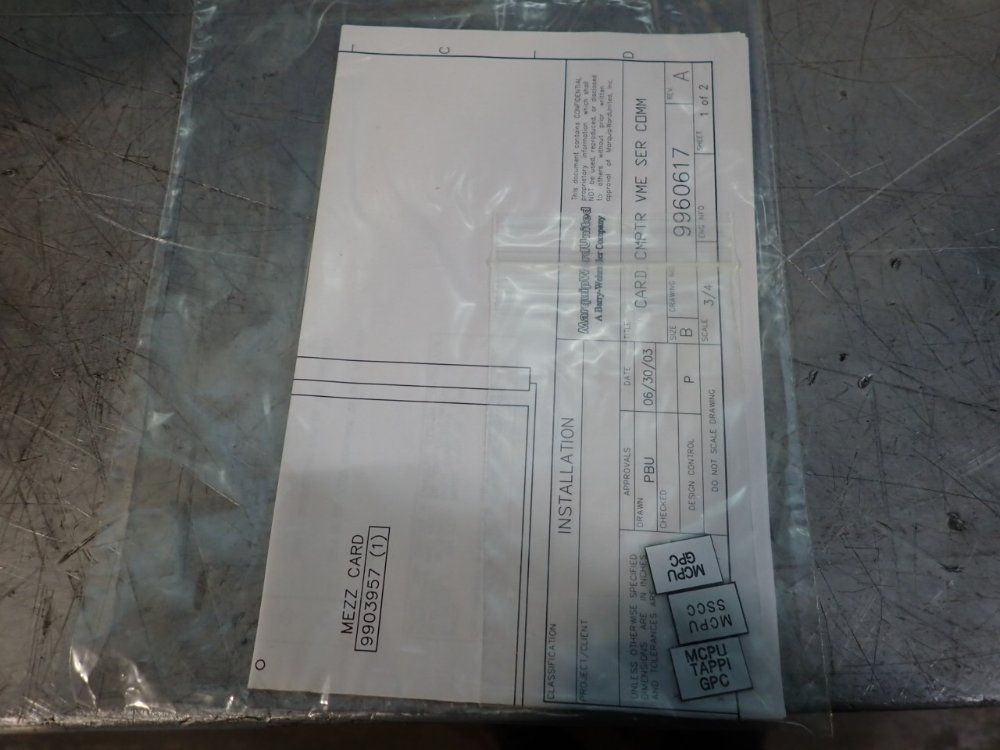 C
D
MEZZ CARD
9903957 (1)
This document contains CONFIDENTIAL
proprietary information which shall
NOT be used, reproduced, or disclosed
to others without prior written
approval of MarquipWardUnited, Inc.
MarquipWardUnited
A Barry-Wehmiller Company
CLASSIFICATION
INSTALLATION
PROJECT/CLIENT
TITLE
CARD CMPTR VME SER COMM
UNLESS OTHERWISE SPECIFIED
DIMENSIONS ARE IN INCHES
AND TOLERANCES ARE
APPROVALS
DATE
DRAWN
PBU
06/30/03
CHECKED
DESIGN CONTROL
P
SIZE
B
DRAWING NO.
9960617
REV.
A
DO NOT SCALE DRAWING
SCALE
3/4
ENG INFO
SHEET
1 of 2
MCPU
GPC
MCPU
SSCC
MCPU
TAPPI
GPC